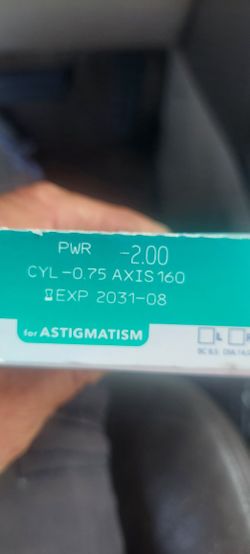 PWR -2.00
CYL -0.75 AXIS 160
EXP 2031-08
for ASTIGMATISM
L